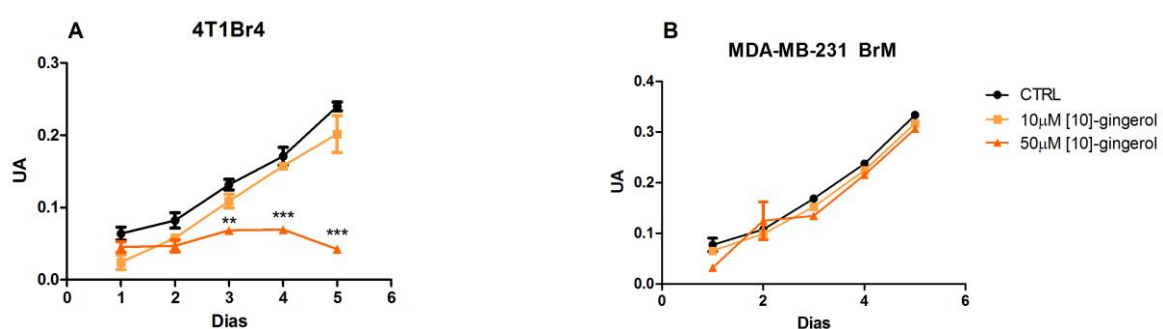 A
4T1Br4
0.3
0.2
0.1
0.0
UA
**
***
***
0
1
2
3
4
5
6
Dias
B
MDA-MB-231 BrM
0.4
0.3
0.2
0.1
0.0
UA
0
2
4
6
Dias
CTRL
10μM [10]-gingerol
50μM [10]-gingerol